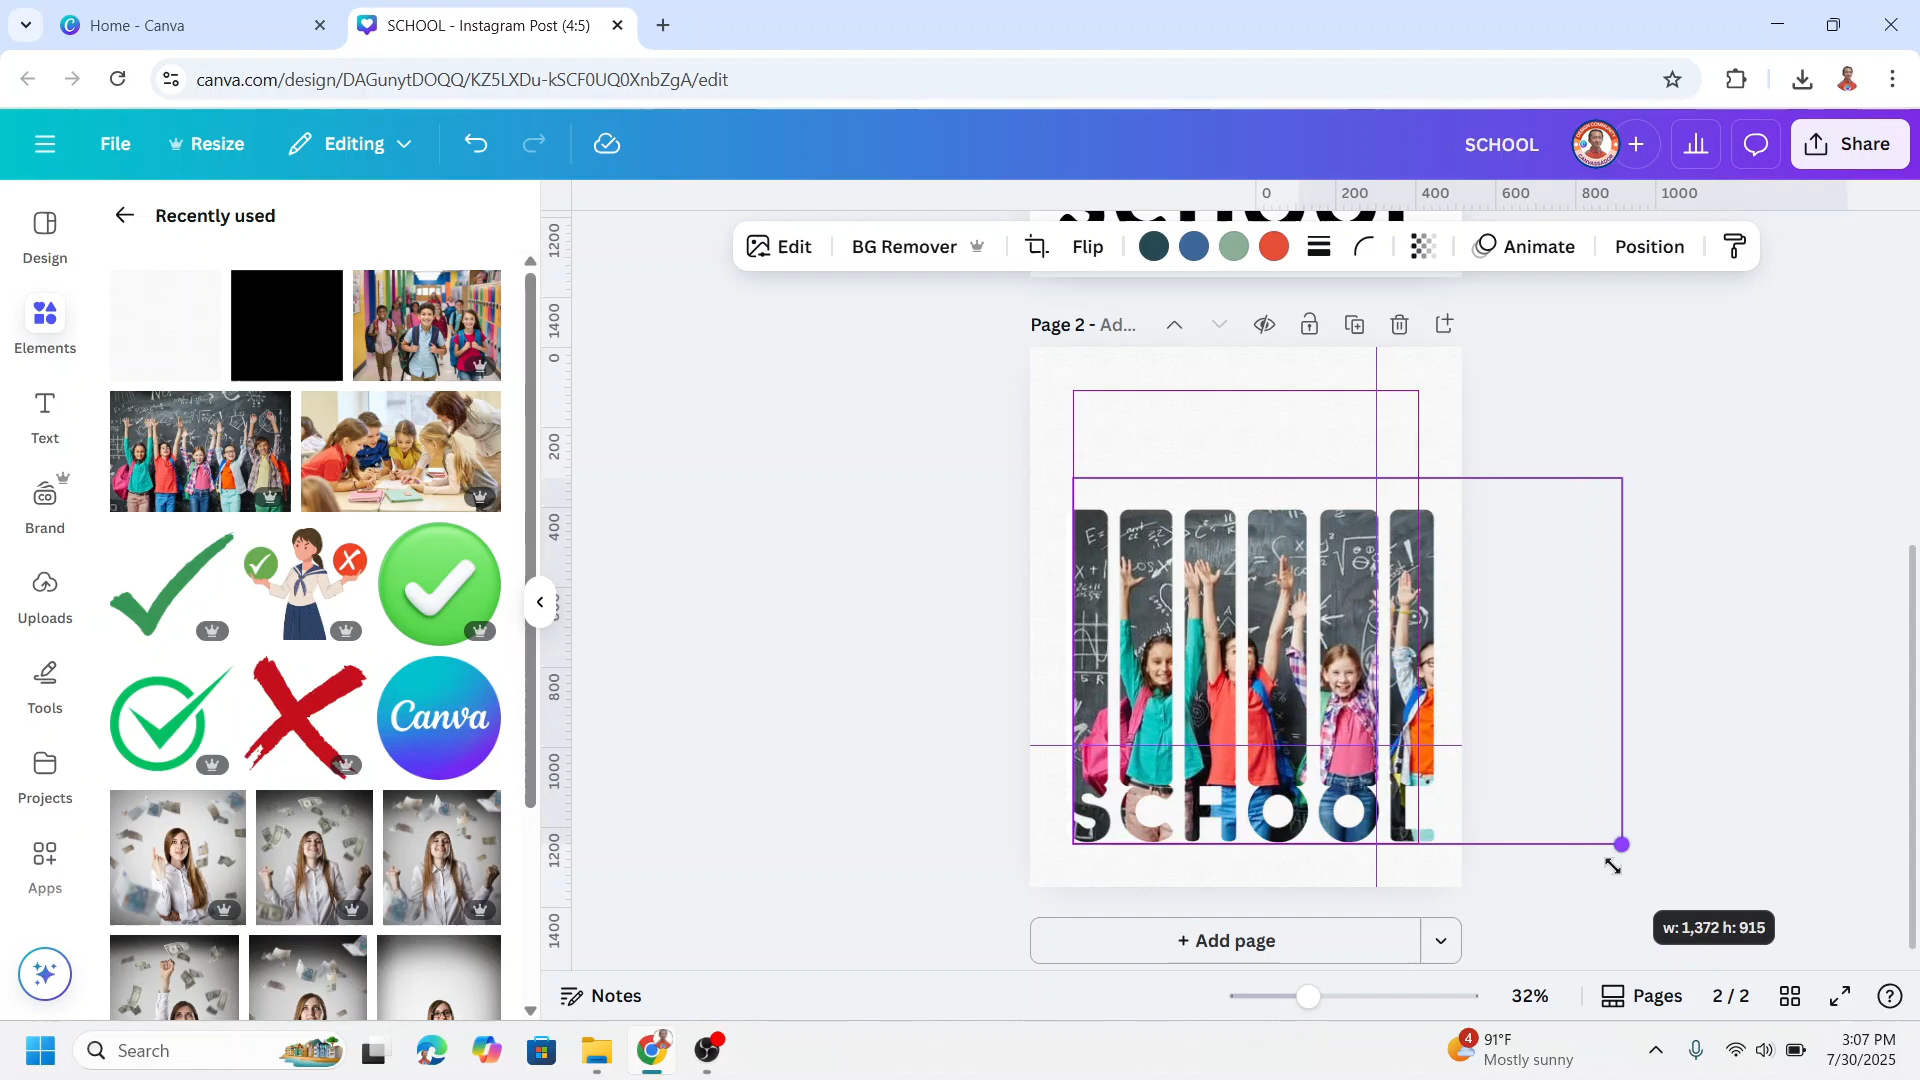 Home - Canva
SCHOOL - Instagram Post (4:5)
canva.com/design/DAGunytDOQQ/KZ5LXDu-kSCF0UQ0XnbZgA/edit
File
Resize
Editing
SCHOOL
Share
Design
Elements
Text
Brand
Uploads
Tools
Projects
Apps
Recently used
Canva
0 200 400 600 800 1000
1200
1400
0
200
400
800
1000
1200
1400
Edit
BG Remover
Flip
Animate
Position
Page 2 - Ad...
SCHOOL
+ Add page
w: 1,372 h: 915
Notes
32%
Pages
2 / 2
Search
4
91°F
Mostly sunny
3:07 PM
7/30/2025